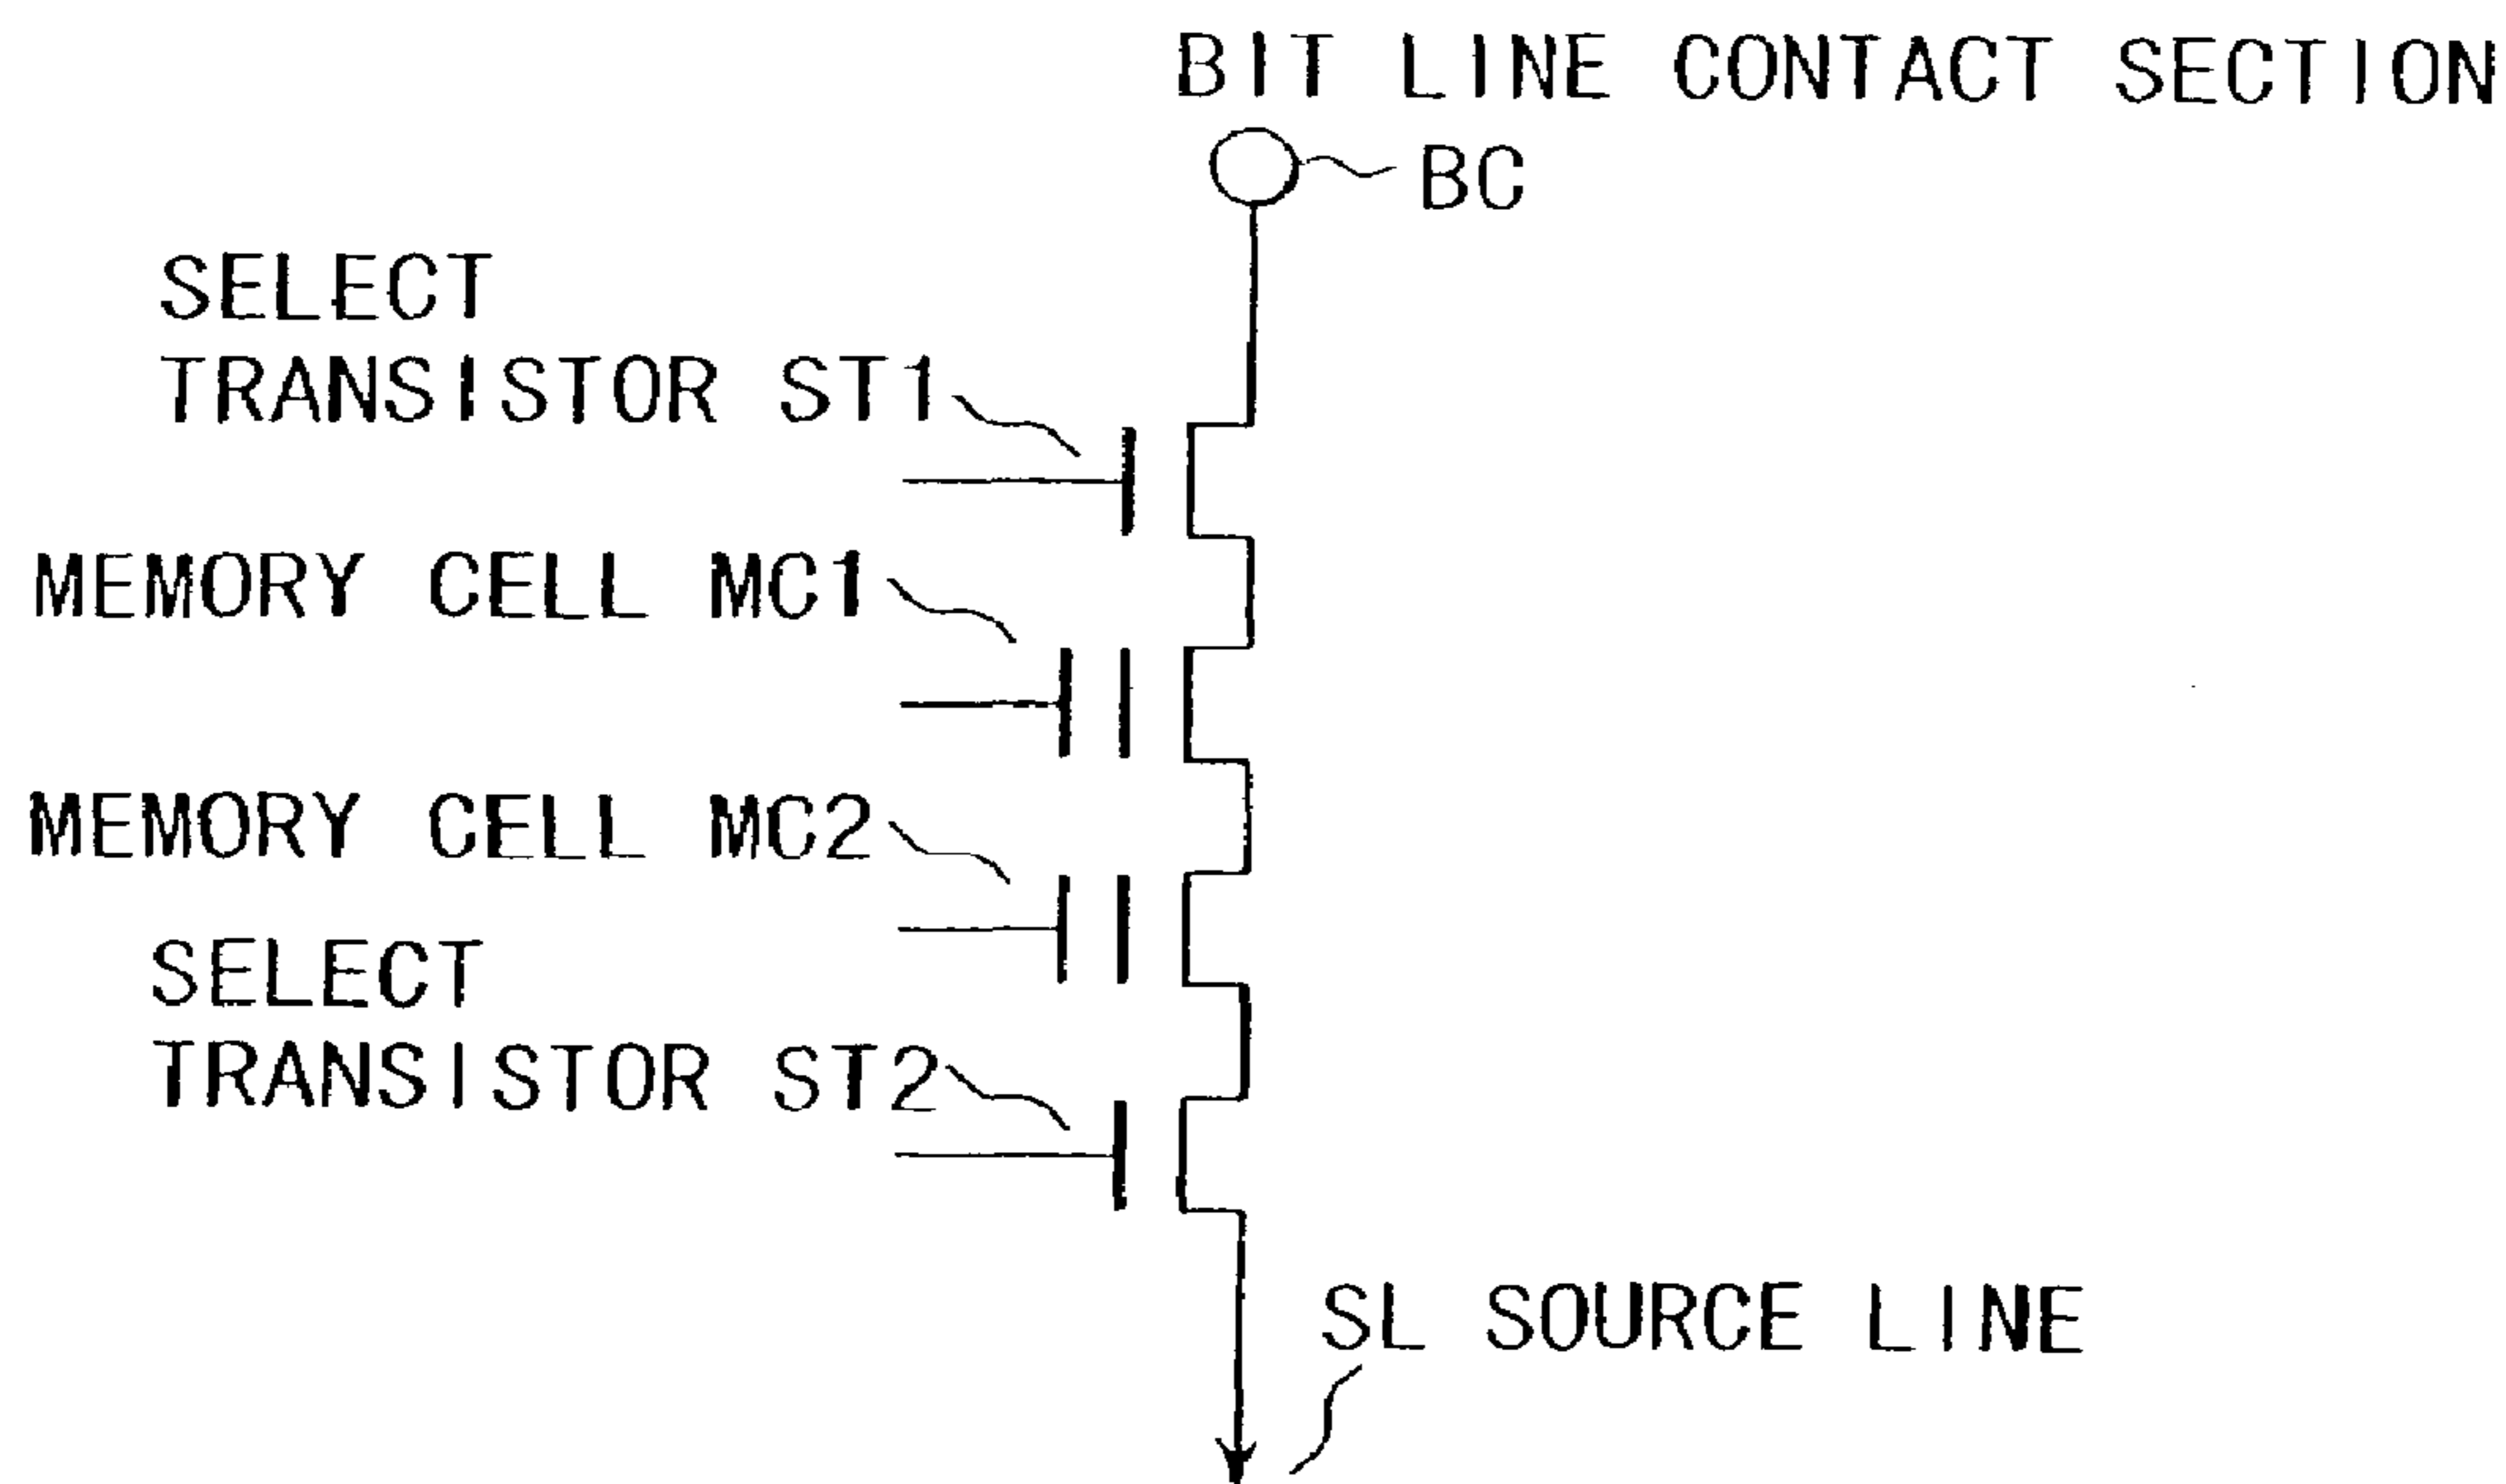 BIT LINE CONTACT SECTION
BC
SELECT
TRANSISTOR ST1
MEMORY CELL MC1
MEMORY CELL MC2
SELECT
TRANSISTOR ST2
SL SOURCE LINE